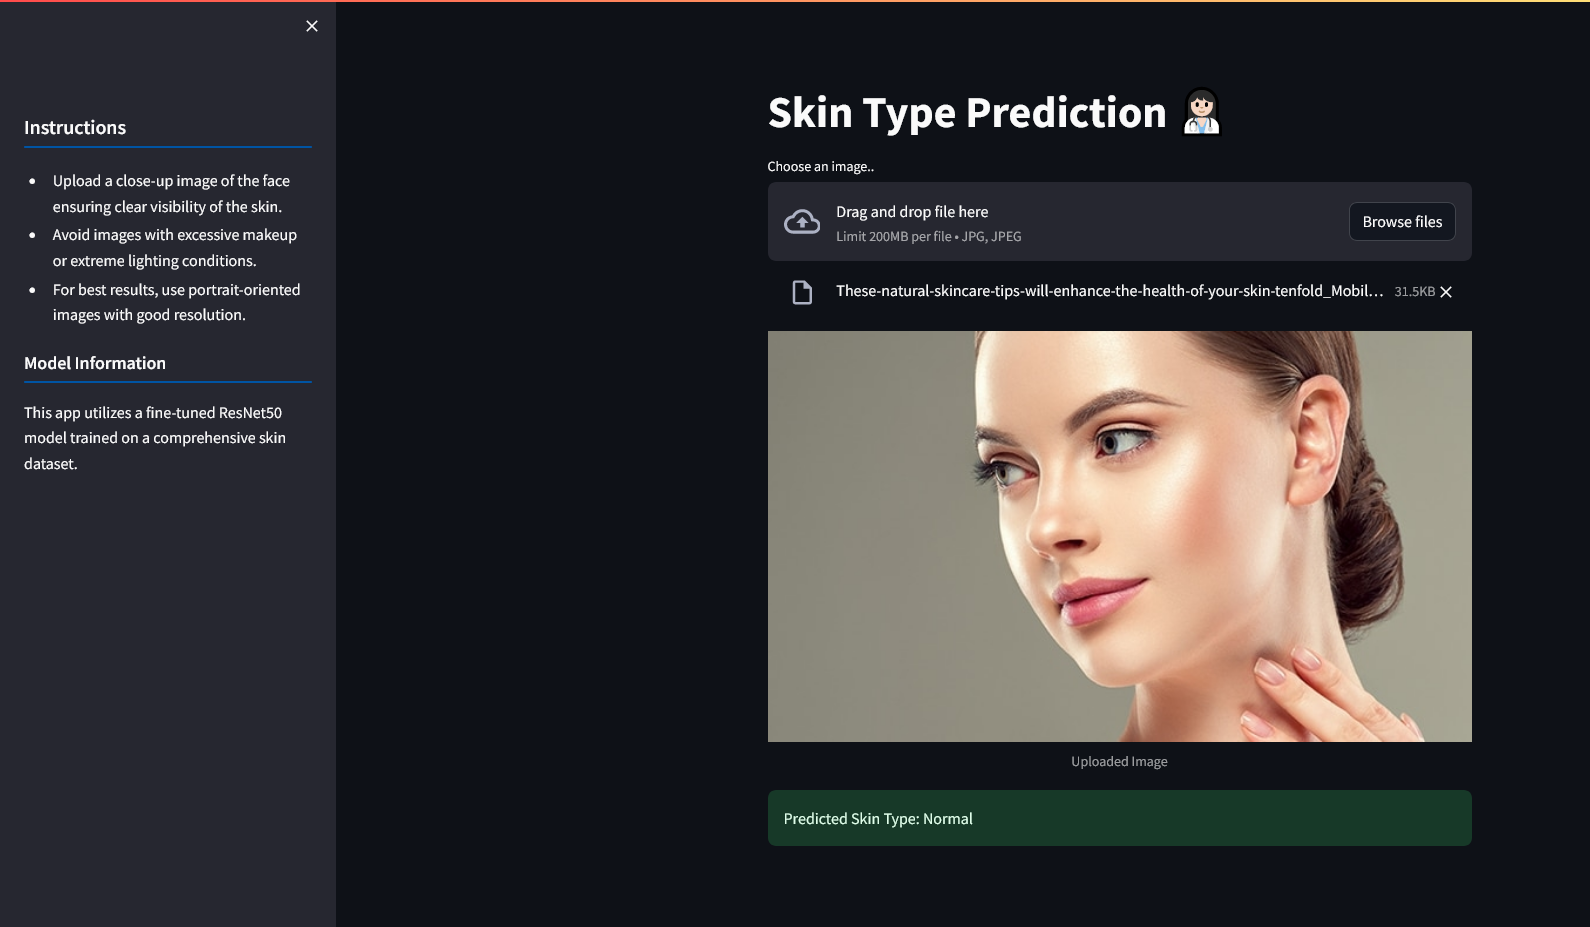 Instructions
Upload a close-up image of the face
ensuring clear visibility of the skin.
Avoid images with excessive makeup
or extreme lighting conditions.
For best results, use portrait-oriented
images with good resolution.
Model Information
This app utilizes a fine-tuned ResNet50
model trained on a comprehensive skin
dataset.
Skin Type Prediction
Choose an image..
Drag and drop file here
Limit 200MB per file • JPG, JPEG
Browse files
These-natural-skincare-tips-will-enhance-the-health-of-your-skin-tenfold_Mobil... 31.5KB
Uploaded Image
Predicted Skin Type: Normal